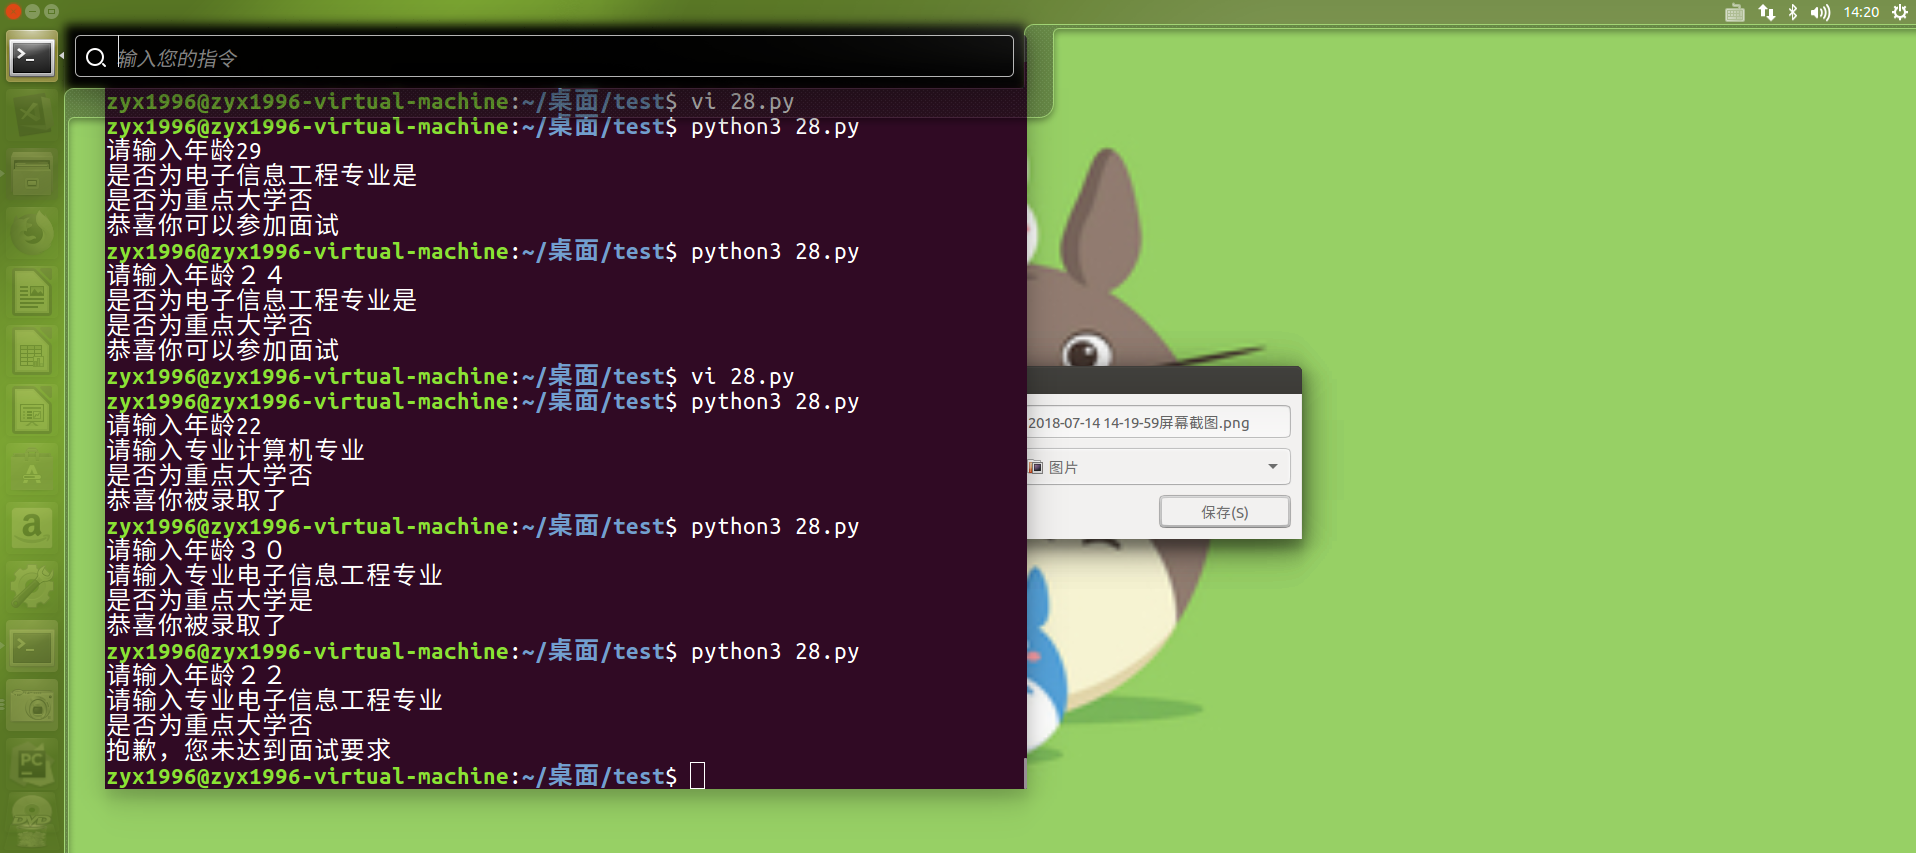 14:20
输入您的指令
zyx1996@zyx1996-virtual-machine:~/桌面/test$ vi 28.py
zyx1996@zyx1996-virtual-machine:~/桌面/test$ python3 28.py
请输入年龄29
是否为电子信息工程专业是
是否为重点大学否
恭喜你可以参加面试
zyx1996@zyx1996-virtual-machine:~/桌面/test$ python3 28.py
请输入年龄２４
是否为电子信息工程专业是
是否为重点大学否
恭喜你可以参加面试
zyx1996@zyx1996-virtual-machine:~/桌面/test$ vi 28.py
zyx1996@zyx1996-virtual-machine:~/桌面/test$ python3 28.py
请输入年龄22
请输入专业计算机专业
是否为重点大学否
恭喜你被录取了
zyx1996@zyx1996-virtual-machine:~/桌面/test$ python3 28.py
请输入年龄３０
请输入专业电子信息工程专业
是否为重点大学是
恭喜你被录取了
zyx1996@zyx1996-virtual-machine:~/桌面/test$ python3 28.py
请输入年龄２２
请输入专业电子信息工程专业
是否为重点大学否
抱歉，您未达到面试要求
zyx1996@zyx1996-virtual-machine:~/桌面/test$
2018-07-14 14-19-59屏幕截图.png
图片
保存(S)
>_
A
a
>_
PC
DVD